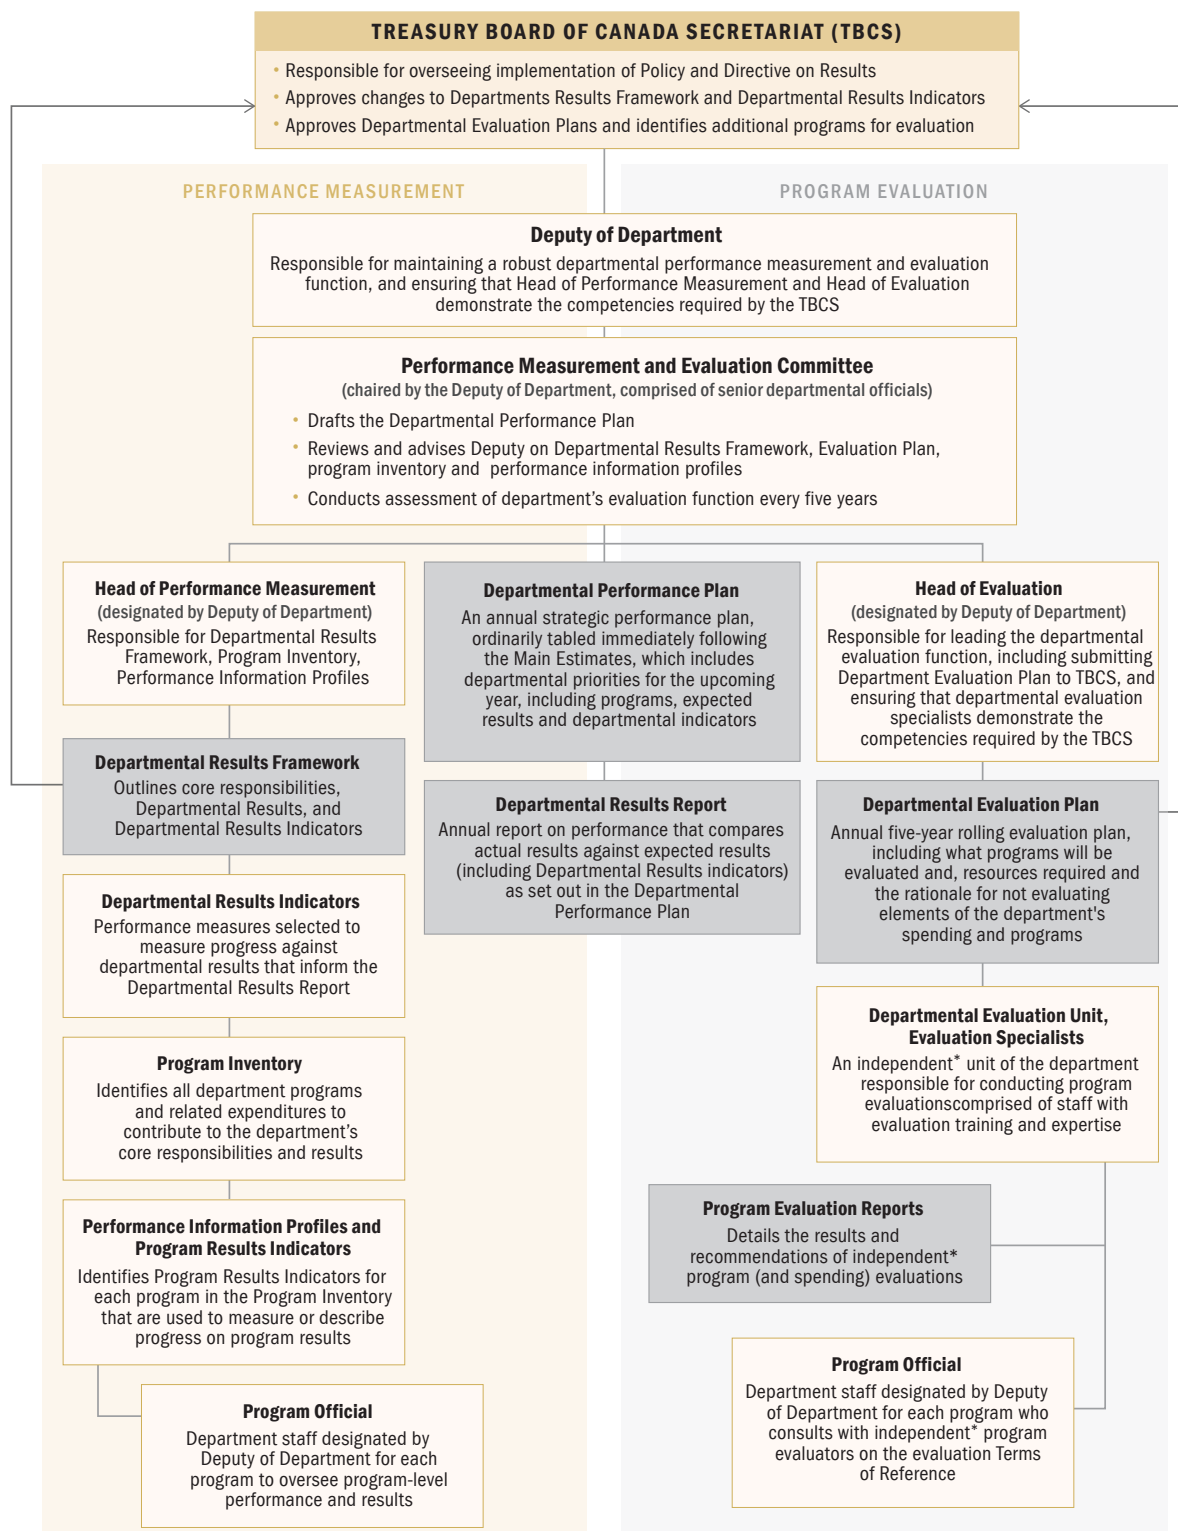 TREASURY BOARD OF CANADA SECRETARIAT (TBCS)
• Responsible for overseeing implementation of Policy and Directive on Results
• Approves changes to Departments Results Framework and Departmental Results Indicators
• Approves Departmental Evaluation Plans and identifies additional programs for evaluation
PERFORMANCE MEASUREMENT
PROGRAM EVALUATION
Deputy of Department
Responsible for maintaining a robust departmental performance measurement and evaluation
function, and ensuring that Head of Performance Measurement and Head of Evaluation
demonstrate the competencies required by the TBCS
Performance Measurement and Evaluation Committee
(chaired by the Deputy of Department, comprised of senior departmental officials)
• Drafts the Departmental Performance Plan
• Reviews and advises Deputy on Departmental Results Framework, Evaluation Plan,
program inventory and performance information profiles
• Conducts assessment of department's evaluation function every five years
Head of Performance Measurement
(designated by Deputy of Department)
Responsible for Departmental Results
Framework, Program Inventory,
Performance Information Profiles
Departmental Results Framework
Outlines core responsibilities,
Departmental Results, and
Departmental Results Indicators
Departmental Results Indicators
Performance measures selected to
measure progress against
departmental results that inform the
Departmental Results Report
Program Inventory
Identifies all department programs
and related expenditures to
contribute to the department's
core responsibilities and results
Performance Information Profiles and
Program Results Indicators
Identifies Program Results Indicators for
each program in the Program Inventory
that are used to measure or describe
progress on program results
Program Official
Department staff designated by
Deputy of Department for each
program to oversee program-level
performance and results
Departmental Performance Plan
An annual strategic performance plan,
ordinarily tabled immediately following
the Main Estimates, which includes
departmental priorities for the upcoming
year, including programs, expected
results and departmental indicators
Departmental Results Report
Annual report on performance that compares
actual results against expected results
(including Departmental Results indicators)
as set out in the Departmental
Performance Plan
Head of Evaluation
(designated by Deputy of Department)
Responsible for leading the departmental
evaluation function, including submitting
Department Evaluation Plan to TBCS, and
ensuring that departmental evaluation
specialists demonstrate the
competencies required by the TBCS
Departmental Evaluation Plan
Annual five-year rolling evaluation plan,
including what programs will be
evaluated and, resources required and
the rationale for not evaluating
elements of the department's
spending and programs
Departmental Evaluation Unit,
Evaluation Specialists
An independent* unit of the department
responsible for conducting program
evaluationscomprised of staff with
evaluation training and expertise
Program Evaluation Reports
Details the results and
recommendations of independent*
program (and spending) evaluations
Program Official
Department staff designated by Deputy
of Department for each program who
consults with independent* program
evaluators on the evaluation Terms
of Reference